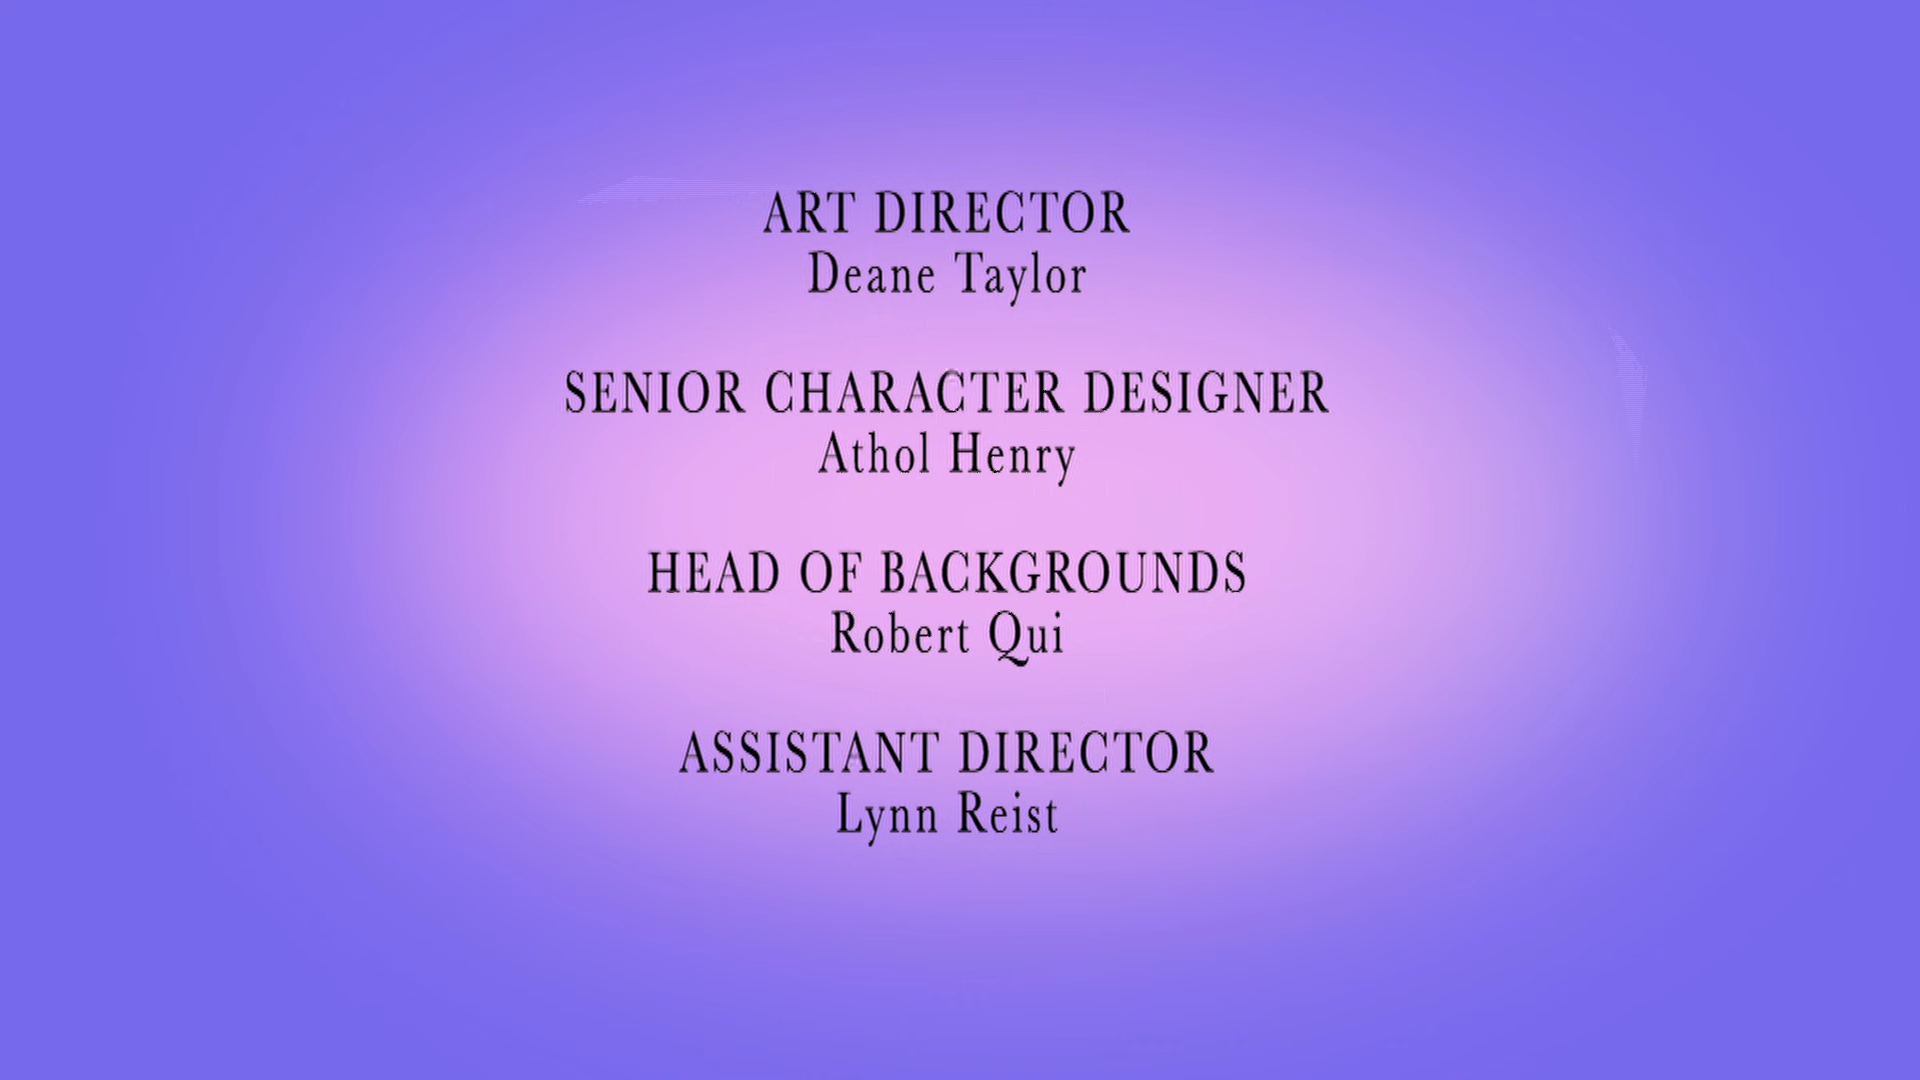 ART DIRECTOR
Deane Taylor
SENIOR CHARACTER DESIGNER
Athol Henry
HEAD OF BACKGROUNDS
Robert Qui
ASSISTANT DIRECTOR
Lynn Reist